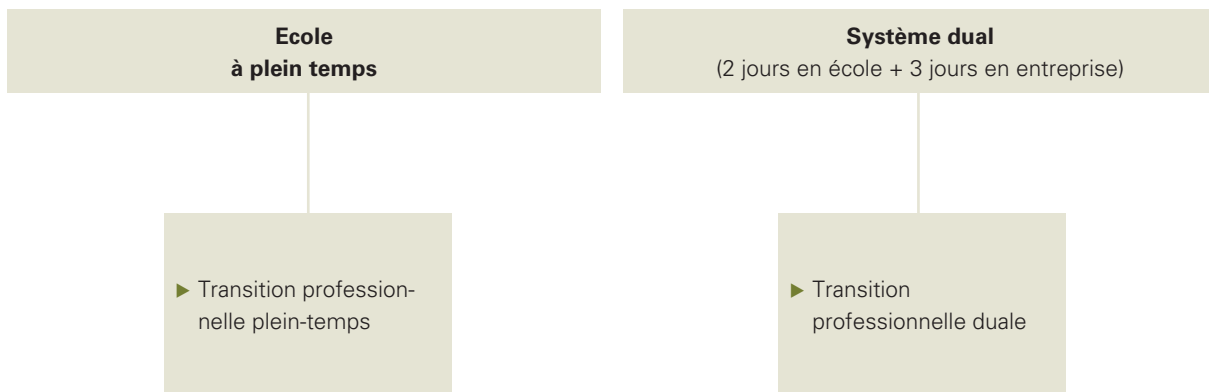 Ecole
à plein temps
Système dual
(2 jours en école + 3 jours en entreprise)
▶ Transition profession-
nelle plein-temps
▶ Transition
professionnelle duale